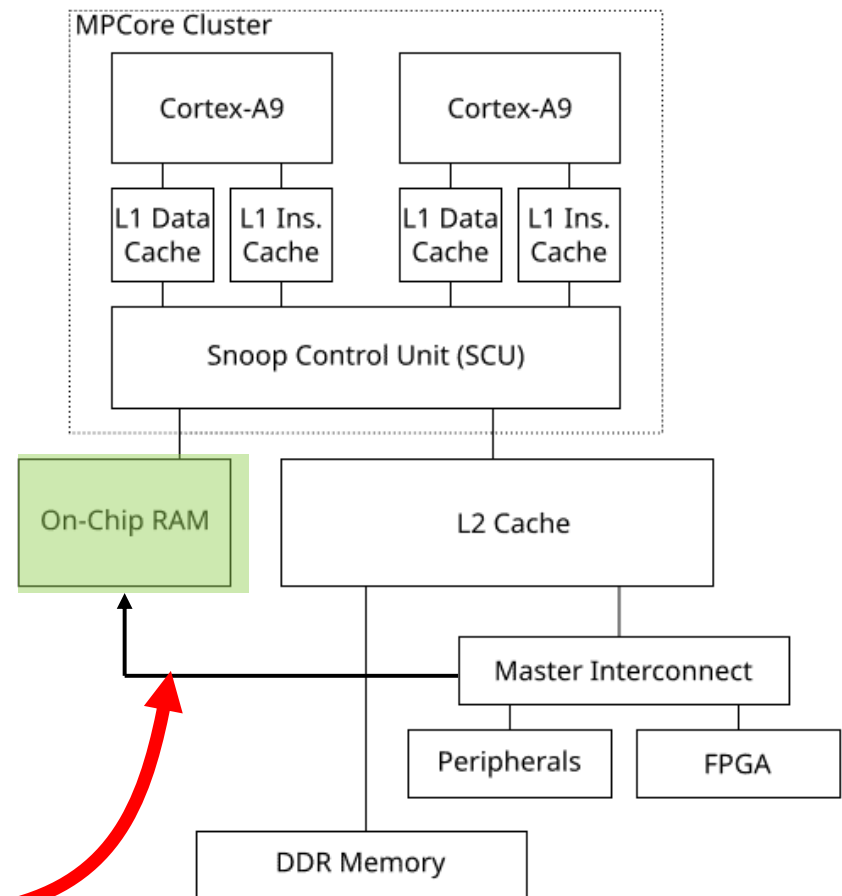 MPCore Cluster
Cortex-A9
Cortex-A9
L1 Data
Cache
L1 Ins.
Cache
L1 Data
Cache
L1 Ins.
Cache
Snoop Control Unit (SCU)
On-Chip RAM
L2 Cache
Master Interconnect
Peripherals
FPGA
DDR Memory